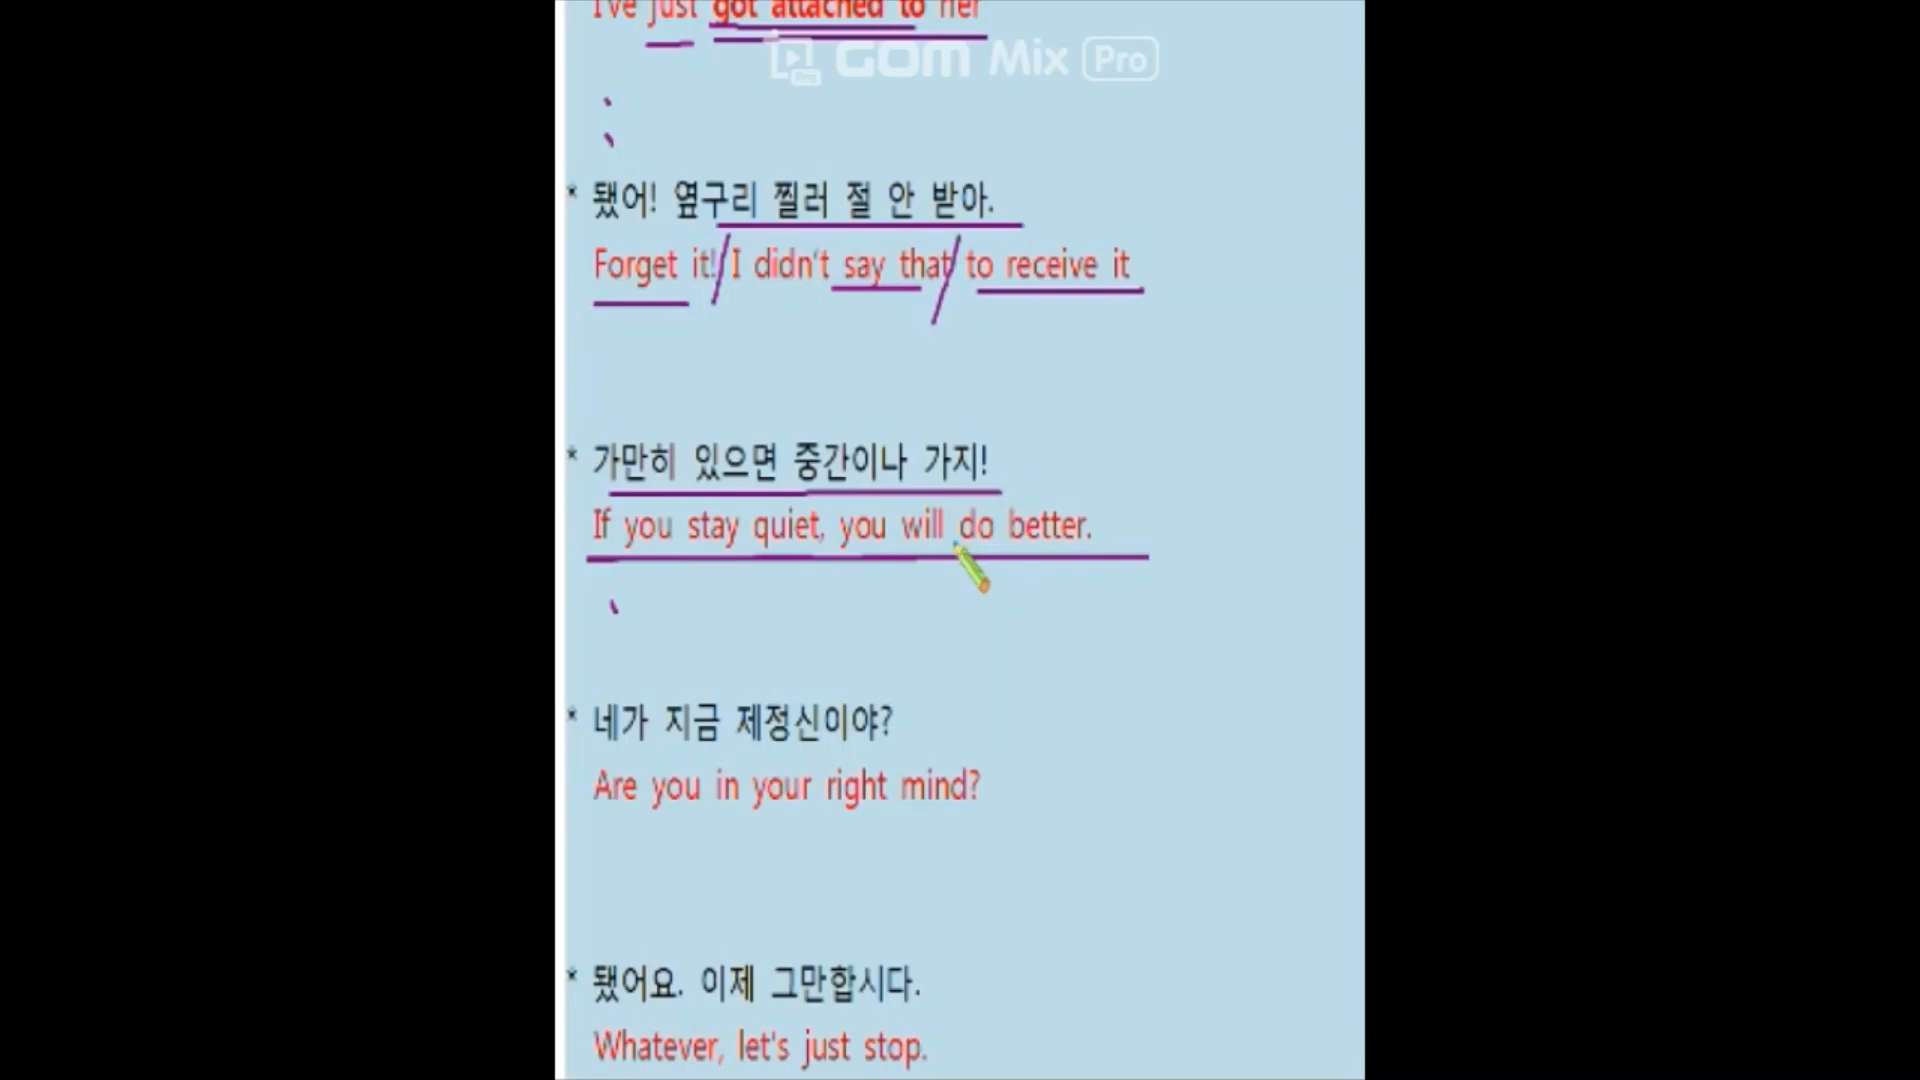 I've just got attached to her
GOM Mix Pro
* 됐어! 옆구리 찔러 절 안 받아.
Forget it! I didn't say that to receive it
* 가만히 있으면 중간이나 가지!
If you stay quiet, you will do better.
* 네가 지금 제정신이야?
Are you in your right mind?
* 됐어요. 이제 그만합시다.
Whatever, let's just stop.